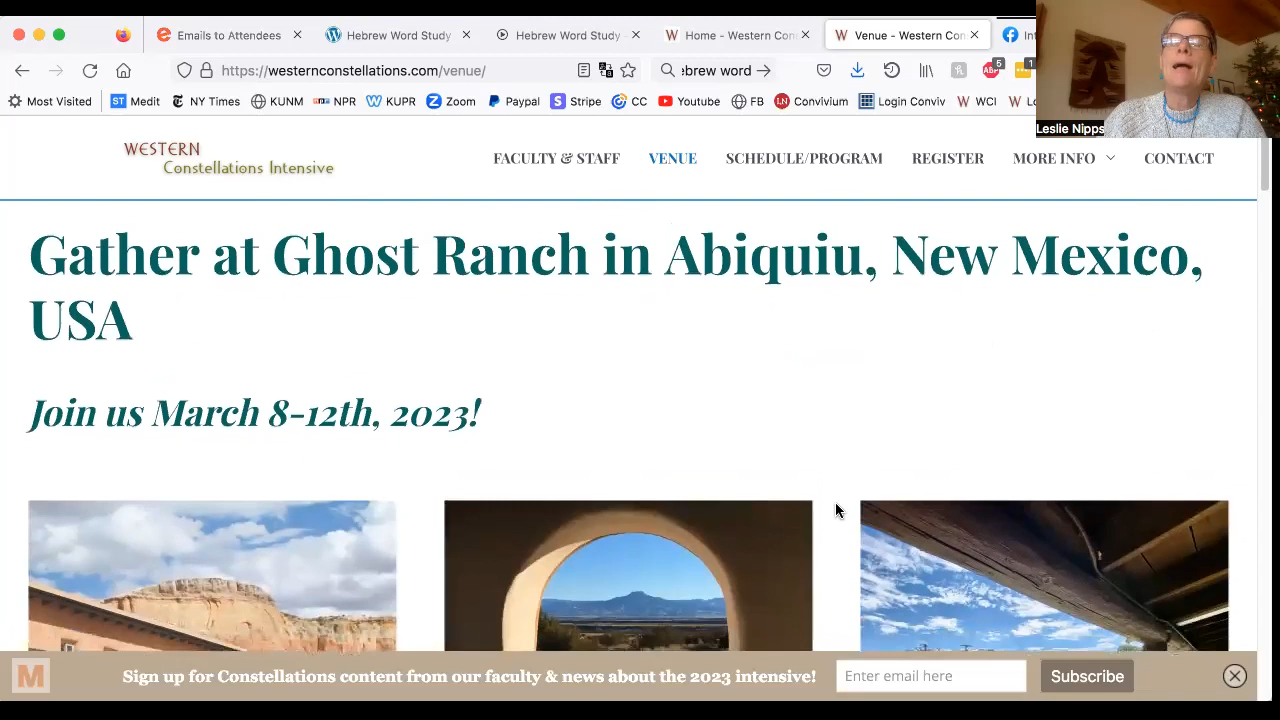 Emails to Attendees
Hebrew Word Study
Hebrew Word Study -
Home - Western Con
Venue - Western Con
https://westernconstellations.com/venue/
ebrew word
5
1
Most Visited
ST Medit
NY Times
KUNM
NPR
KUPR
Zoom
Paypal
Stripe
CC
Youtube
FB
Convivium
Login Conviv
WCI
Leslie Nipps
WESTERN
Constellations Intensive
FACULTY & STAFF
VENUE
SCHEDULE/PROGRAM
REGISTER
MORE INFO
CONTACT
Gather at Ghost Ranch in Abiquiu, New Mexico,
USA
Join us March 8-12th, 2023!
M
Sign up for Constellations content from our faculty & news about the 2023 intensive!
Enter email here
Subscribe